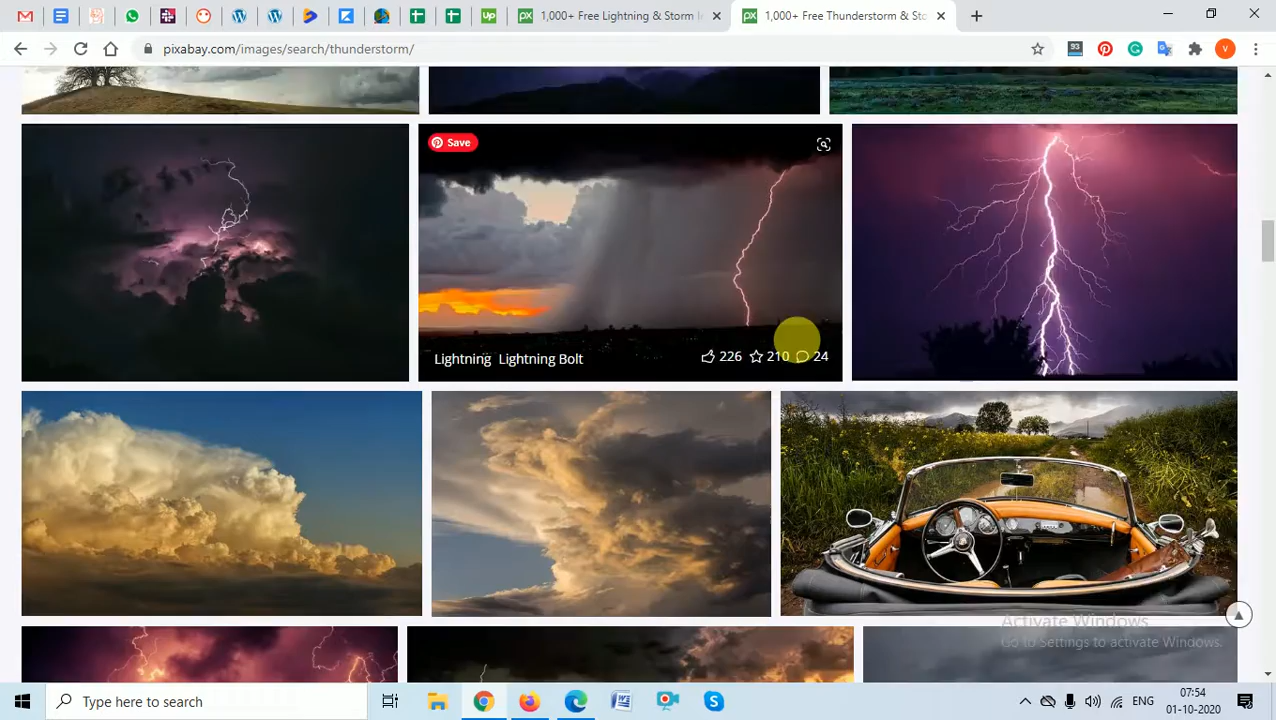 1,000+ Free Lightning & Storm I
1,000+ Free Thunderstorm & Sto
pixabay.com/images/search/thunderstorm/
93
V
Save
Lightning Lightning Bolt
226 210 24
Activate Windows
Go to Settings to activate Windows.
Type here to search
ENG
07:54
01-10-2020